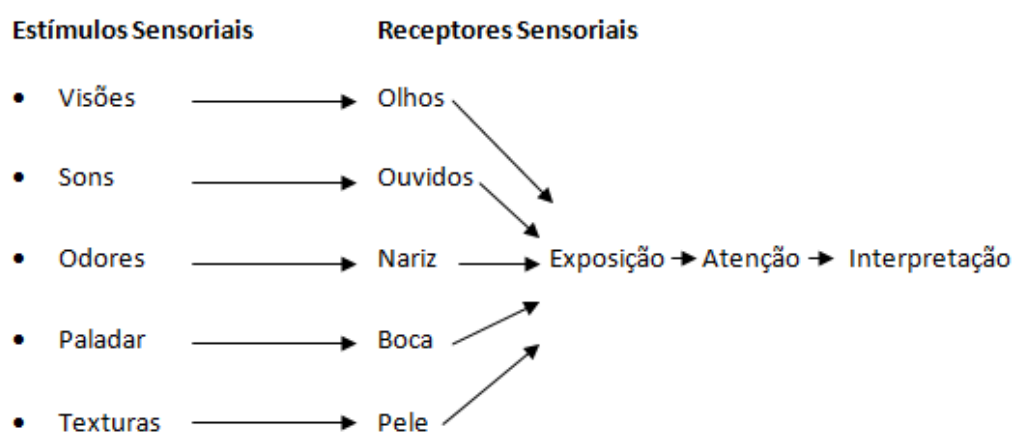 Estímulos Sensoriais Receptores Sensoriais
• Visões Olhos
• Sons Ouvidos
• Odores Nariz Exposição Atenção Interpretação
• Paladar Boca
• Texturas Pele